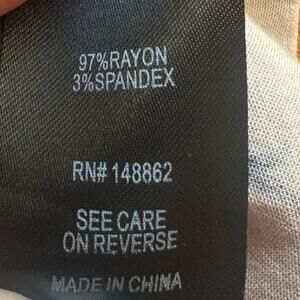 97%RAYON
3%SPANDEX
RN# 148862
SEE CARE
ON REVERSE
MADE IN CHINA